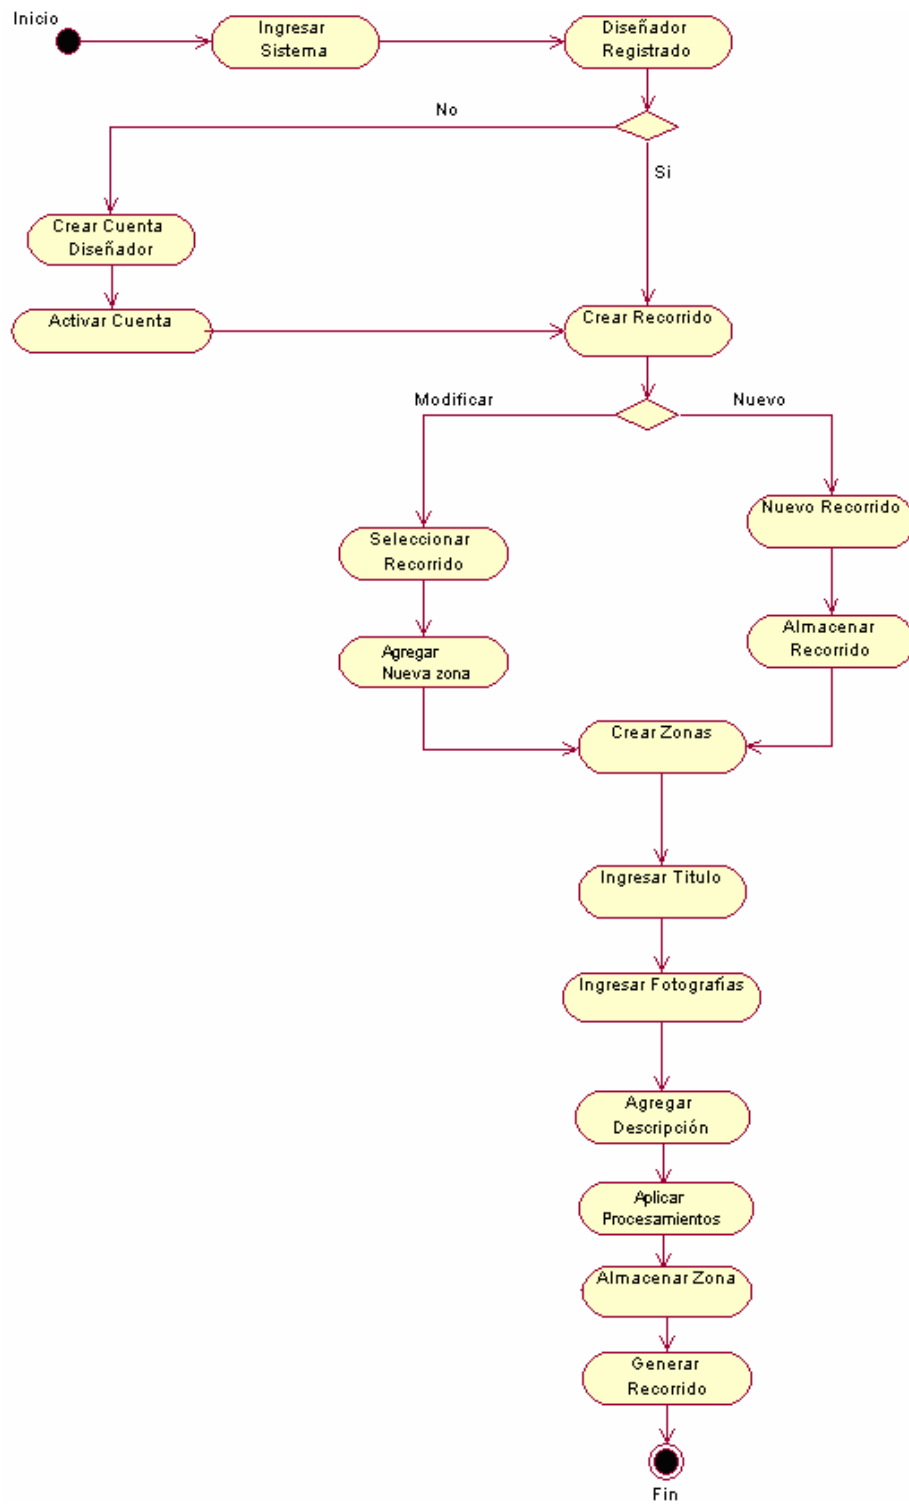 Inicio
Ingresar
Sistema
Diseñador
Registrado
No
Si
Crear Cuenta
Diseñador
Activar Cuenta
Crear Recorrido
Modificar
Nuevo
Nuevo Recorrido
Seleccionar
Recorrido
Almacenar
Recorrido
Agregar
Nueva zona
Crear Zonas
Ingresar Titulo
Ingresar Fotografías
Agregar
Descripción
Aplicar
Procesamientos
Almacenar Zona
Generar
Recorrido
Fin